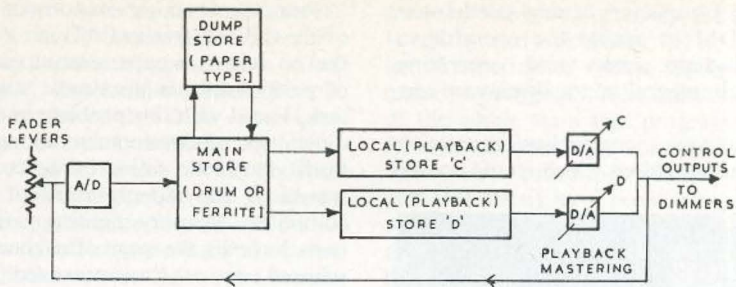 DUMP
STORE
( PAPER
TYPE.]
FADER
LEVERS
A/D
MAIN
STORE
( DRUM OR
FERRITE]
LOCAL (PLAYBACK)
STORE 'C'
LOCAL (PLAYBACK)
STORE 'D'
D/A
C
D/A
D
PLAYBACK
MASTERING
CONTROL
OUTPUTS
TO
DIMMERS